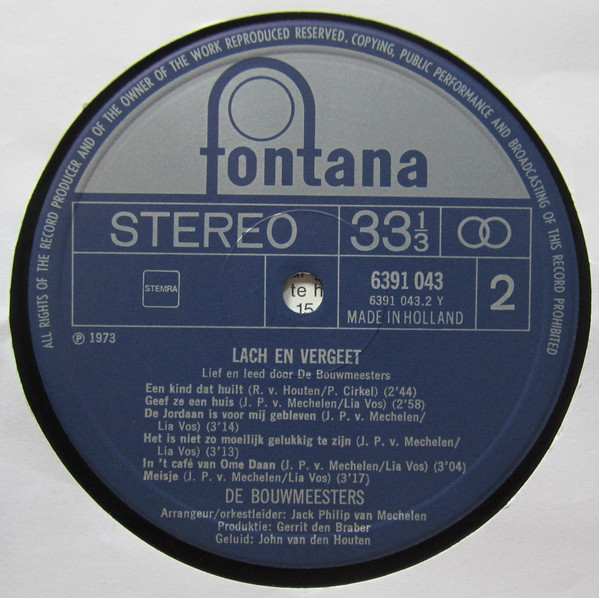 ALL RIGHTS OF THE RECORD PRODUCER AND OF THE OWNER OF THE WORK REPRODUCED RESERVED. COPYING, PUBLIC PERFORMANCE AND BROADCASTING OF THIS RECORD PROHIBITED
fontana
STEREO 33 1/3
STEMRA
te h
15
6391 043
6391 043.2 Y
MADE IN HOLLAND
2
℗ 1973
LACH EN VERGEET
Lief en leed door De Bouwmeesters
Een kind dat huilt (R. v. Houten/P. Cirkel) (2'44)
Geef ze een huis (J. P. v. Mechelen/Lia Vos) (2'58)
De Jordaan is voor mij gebleven (J. P. v. Mechelen/
Lia Vos) (3'14)
Het is niet zo moeilijk gelukkig te zijn (J. P. v. Mechelen/
Lia Vos) (3'13)
In 't café van Ome Daan (J. P. v. Mechelen/Lia Vos) (3'04)
Meisje (J. P. v. Mechelen/Lia Vos) (3'17)
DE BOUWMEESTERS
Arrangeur/orkestleider: Jack Philip van Mechelen
Produktie: Gerrit den Braber
Geluid: John van den Houten